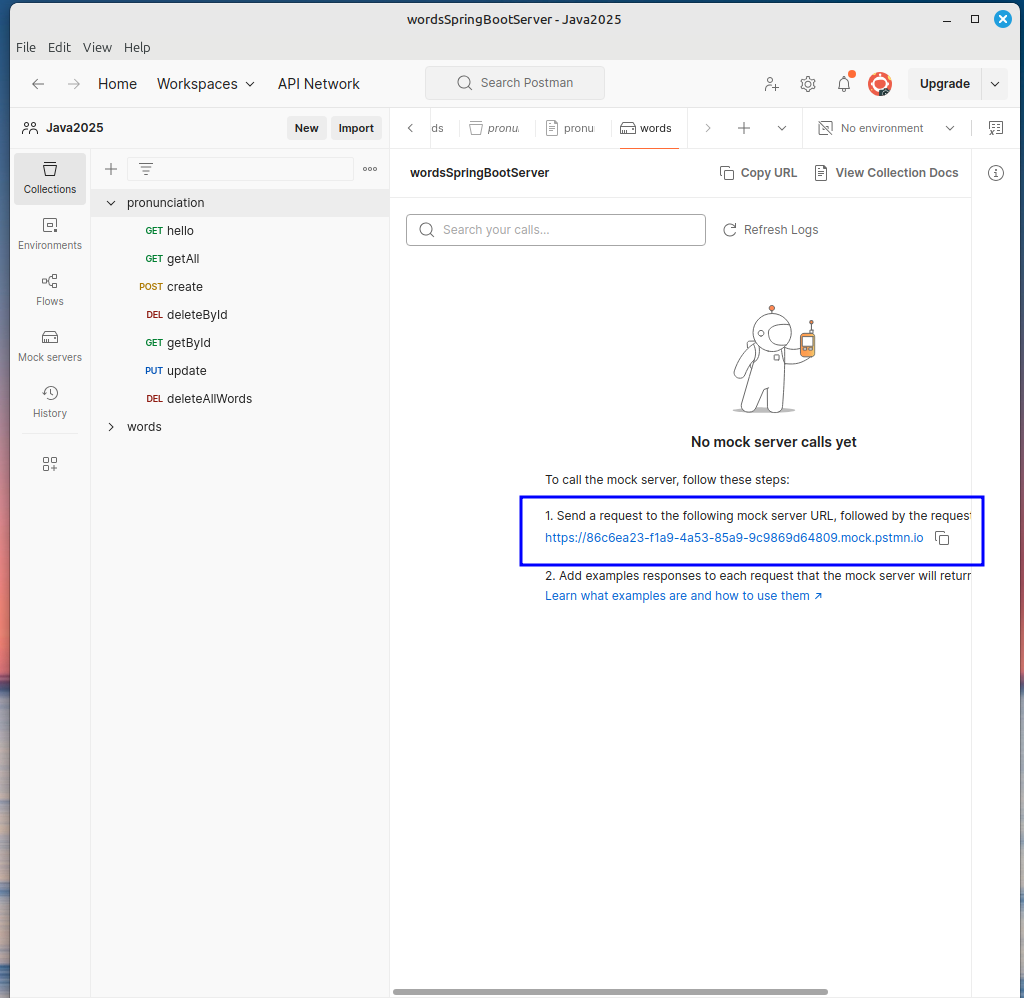 wordsSpringBootServer - Java2025
File Edit View Help
Home Workspaces API Network Search Postman Upgrade
Java2025 New Import ds pronu pronu words No environment
Collections
Environments
Flows
Mock servers
History
pronunciation
GET hello
GET getAll
POST create
DEL deleteById
GET getById
PUT update
DEL deleteAllWords
words
wordsSpringBootServer Copy URL View Collection Docs
Search your calls... Refresh Logs
No mock server calls yet
To call the mock server, follow these steps:
1. Send a request to the following mock server URL, followed by the reques
https://86c6ea23-f1a9-4a53-85a9-9c9869d64809.mock.pstmn.io
2. Add examples responses to each request that the mock server will return
Learn what examples are and how to use them ↗